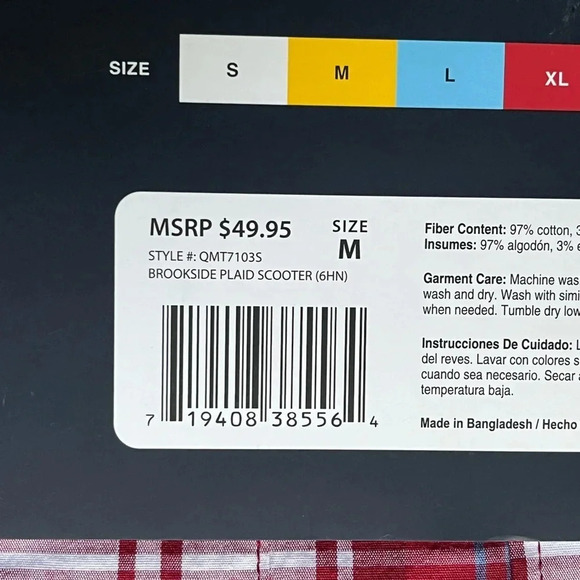 SIZE S M L XL
MSRP $49.95 SIZE
M
STYLE #: QMT7103S
BROOKSIDE PLAID SCOOTER (6HN)
7 19408 38556 4
Fiber Content: 97% cotton,
Insumes: 97% algodón, 3%
Garment Care: Machine
wash and dry. Wash with
when needed. Tumble dry low
Instrucciones De Cuidado:
del reves. Lavar con colores
cuando sea necesario. Secar
temperatura baja.
Made in Bangladesh / Hecho